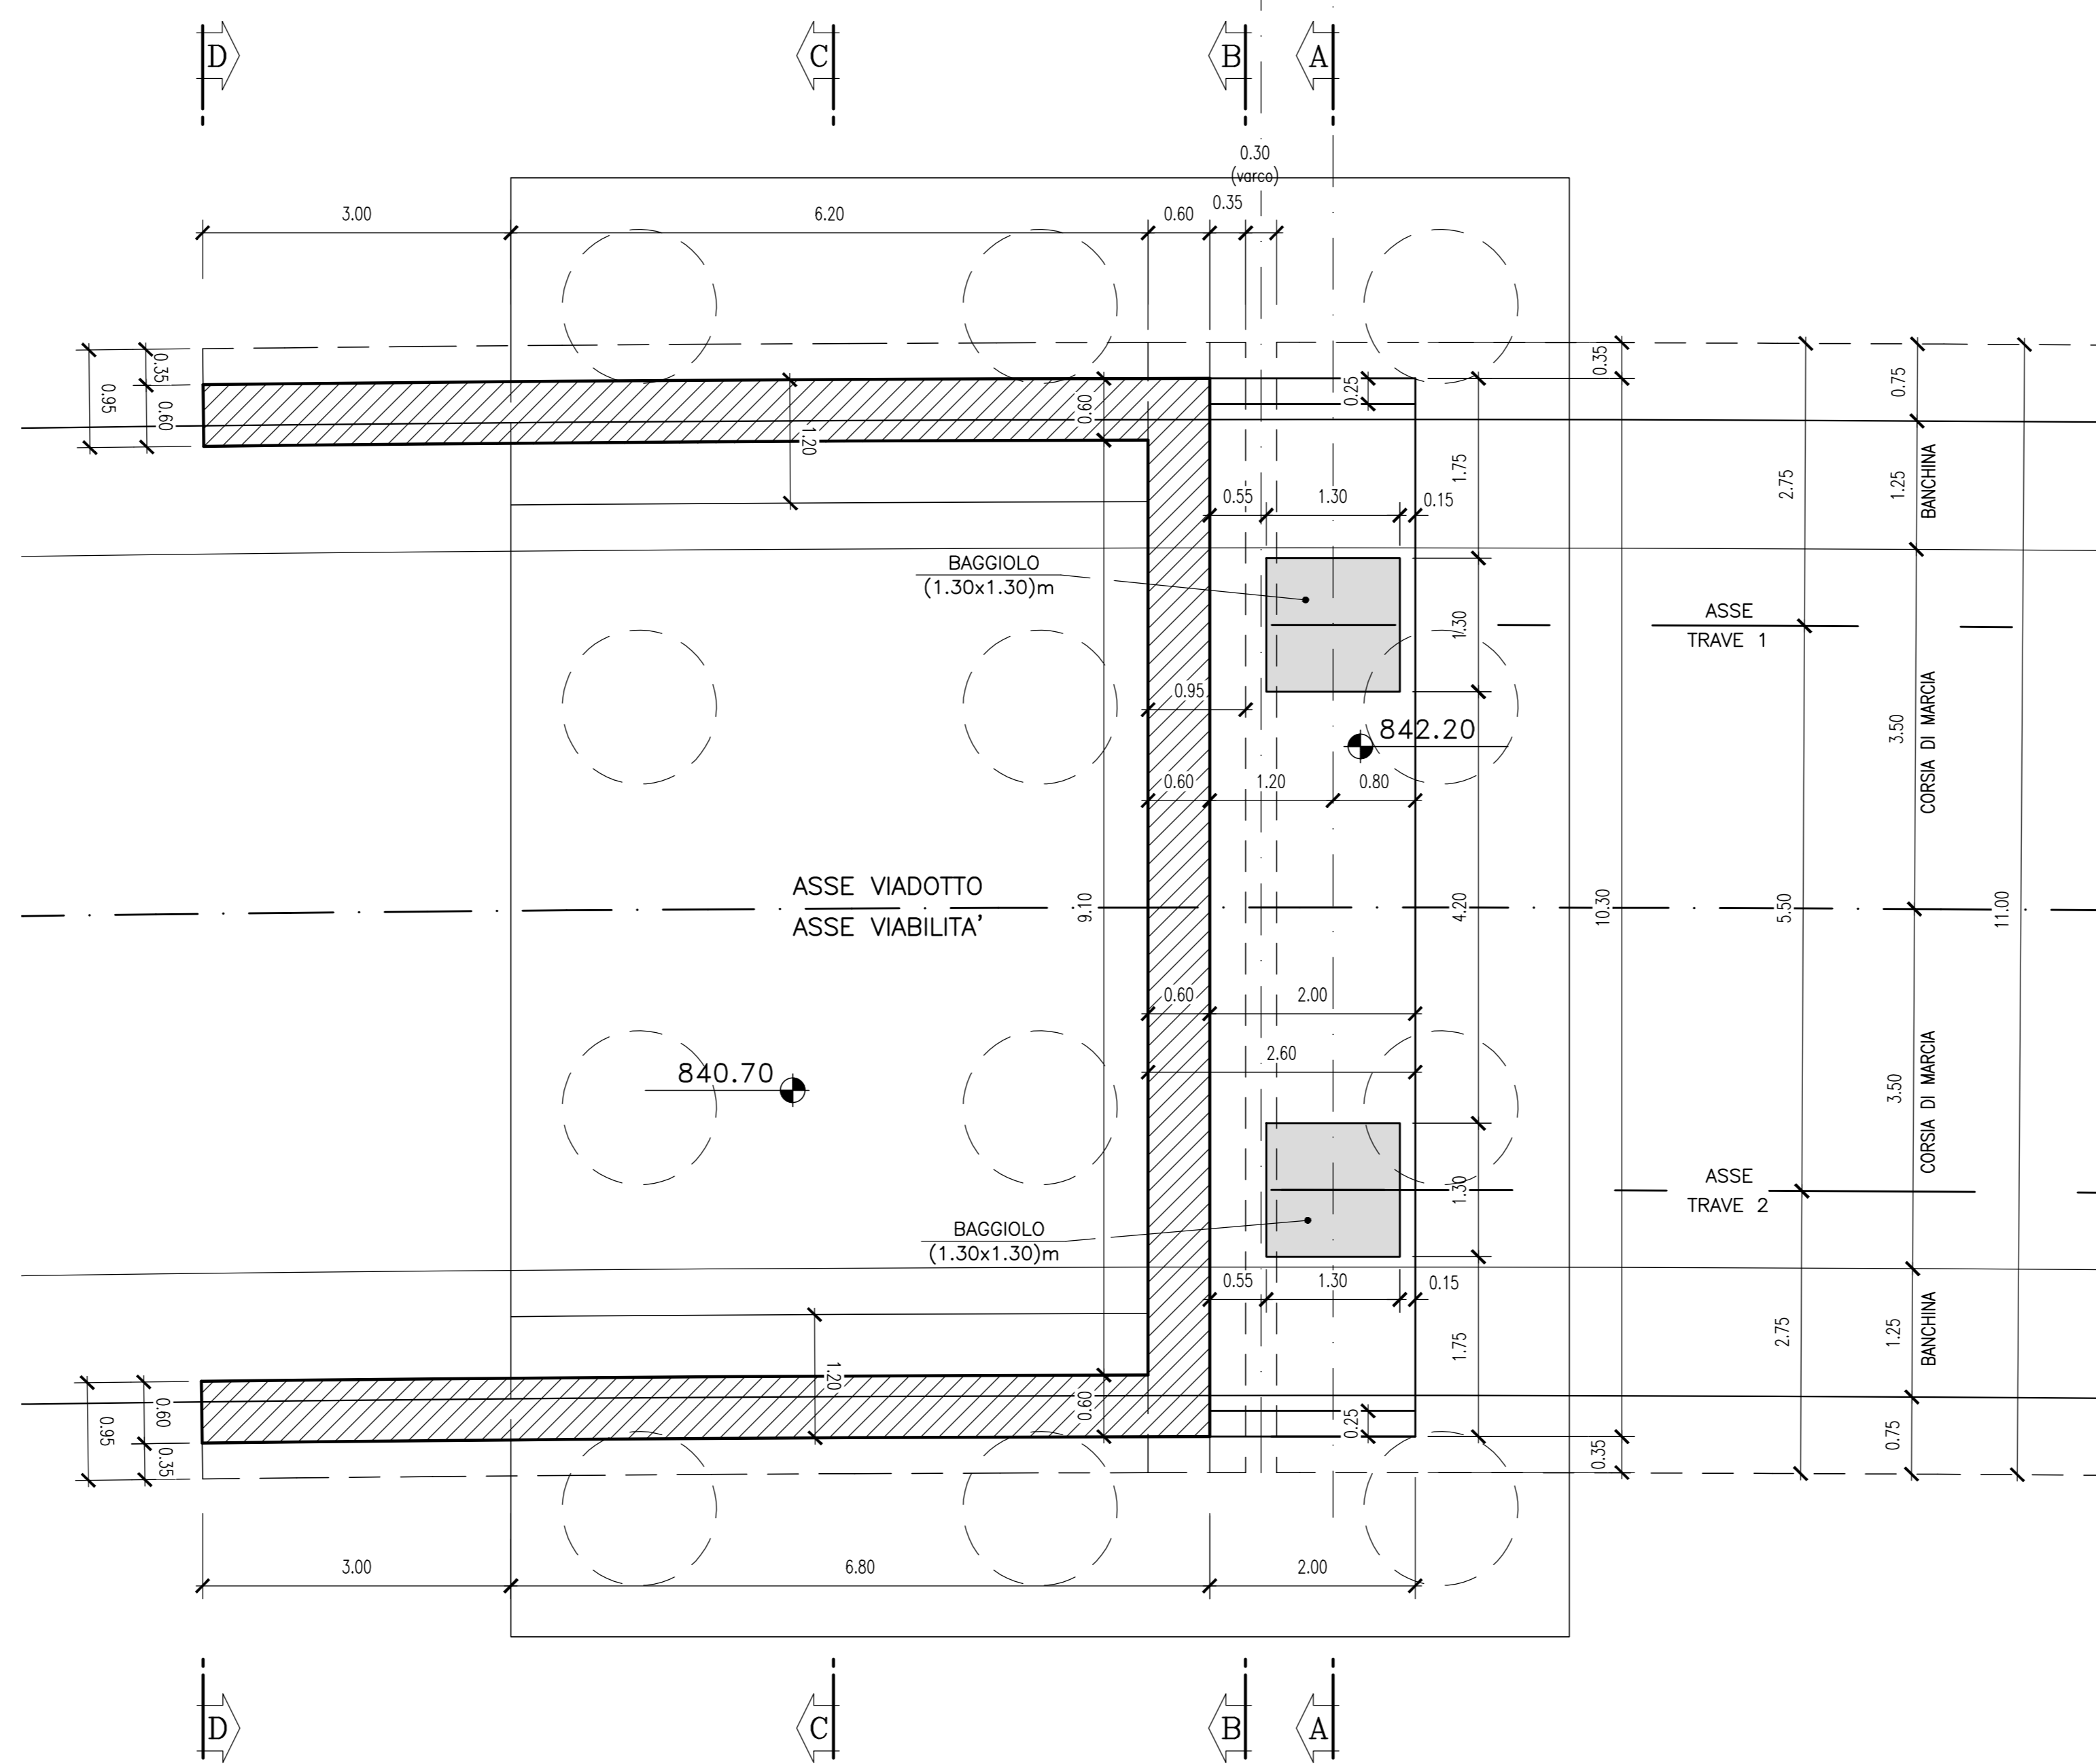 D
C
B
A
0.30
(varco)
3.00
6.20
0.60
0.35
0.95
0.35
0.60
1.20
0.60
0.25
0.35
0.75
1.75
2.75
1.25
BANCHINA
0.55
1.30
0.15
BAGGIOLO
(1.30x1.30)m
1.30
ASSE
TRAVE 1
0.95
842.20
3.50
CORSIA DI MARCIA
0.60
1.20
0.80
ASSE VIADOTTO
ASSE VIABILITA'
9.10
4.20
10.30
5.50
11.00
0.60
2.00
2.60
840.70
3.50
CORSIA DI MARCIA
1.30
ASSE
TRAVE 2
BAGGIOLO
(1.30x1.30)m
0.55
1.30
0.15
1.75
2.75
1.25
BANCHINA
0.95
0.60
0.35
1.20
0.60
0.25
0.35
0.75
3.00
6.80
2.00
D
C
B
A